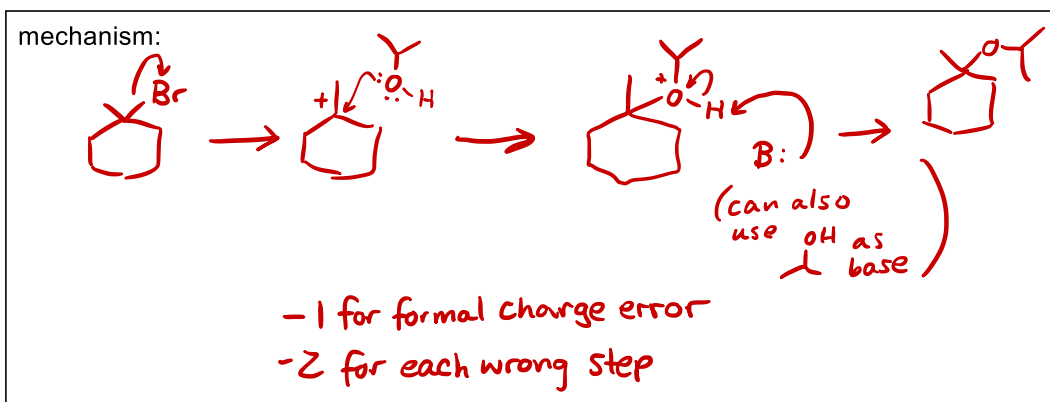 mechanism:
Br
+
:O:
H
+
O
H
B:
O
(can also
use OH as
base)
-1 for formal charge error
-2 for each wrong step